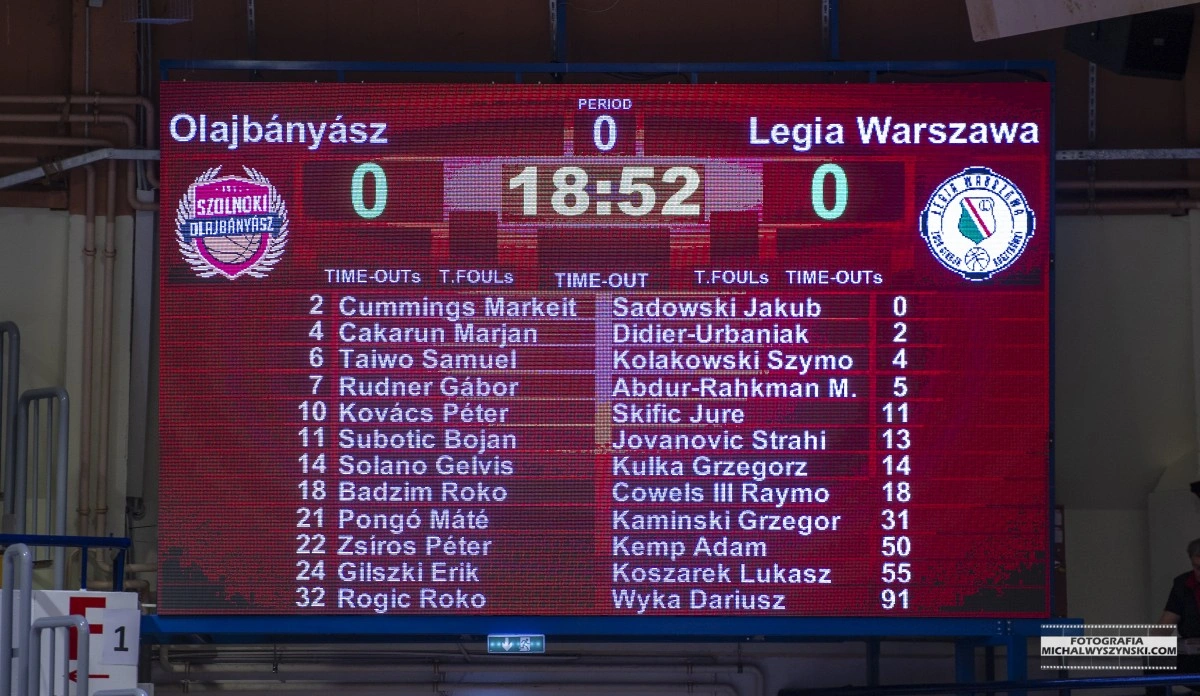 PERIOD
Olajbányász 0 Legia Warszawa
0 18:52 0
SZOLNOKI
OLAJBÁNYÁSZ
LEGIA WARSZAWA
TIME-OUTs T.FOULs TIME-OUT T.FOULs TIME-OUTs
2 Cummings Markeit Sadowski Jakub 0
4 Cakarun Marjan Didier-Urbaniak 2
6 Taiwo Samuel Kolakowski Szymo 4
7 Rudner Gábor Abdur-Rahkman M. 5
10 Kovács Péter Skific Jure 11
11 Subotic Bojan Jovanovic Strahi 13
14 Solano Gelvis Kulka Grzegorz 14
18 Badzim Roko Cowels III Raymo 18
21 Pongó Máté Kaminski Grzegor 31
22 Zsíros Péter Kemp Adam 50
24 Gilszki Erik Koszarek Lukasz 55
32 Rogic Roko Wyka Dariusz 91
1
FOTOGRAFIA
MICHALWYSZYNSKI.COM